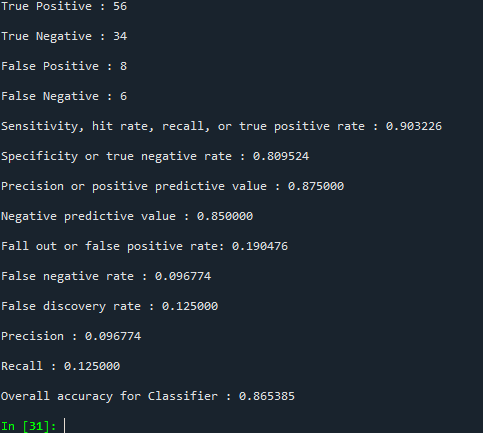 True Positive : 56
True Negative : 34
False Positive : 8
False Negative : 6
Sensitivity, hit rate, recall, or true positive rate : 0.903226
Specificity or true negative rate : 0.809524
Precision or positive predictive value : 0.875000
Negative predictive value : 0.850000
Fall out or false positive rate: 0.190476
False negative rate : 0.096774
False discovery rate : 0.125000
Precision : 0.096774
Recall : 0.125000
Overall accuracy for Classifier : 0.865385
In [31]: